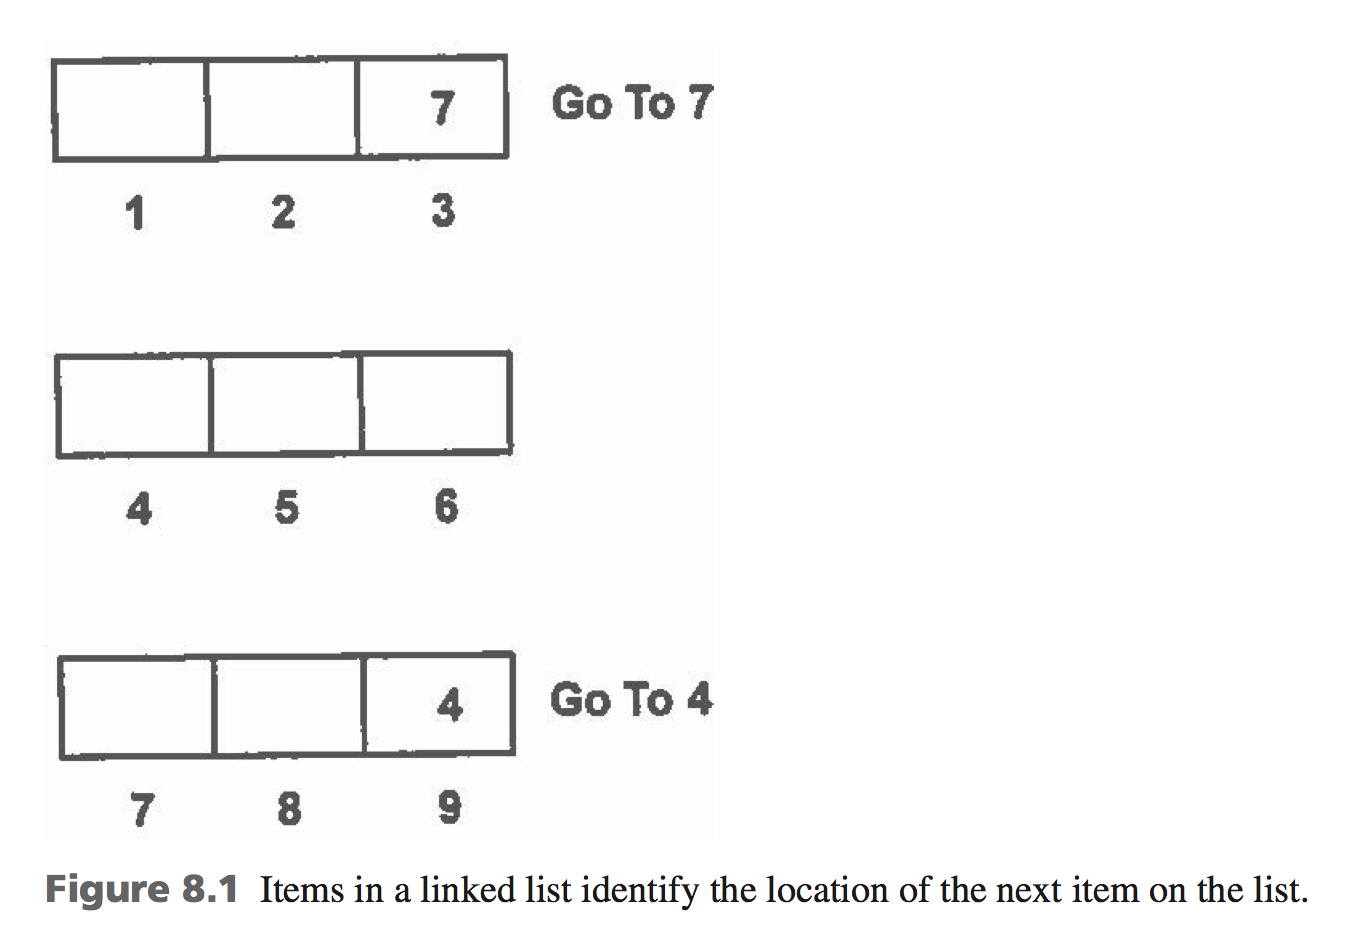 7 Go To 7
1 2 3
4 5 6
4 Go To 4
7 8 9
Figure 8.1 Items in a linked list identify the location of the next item on the list.